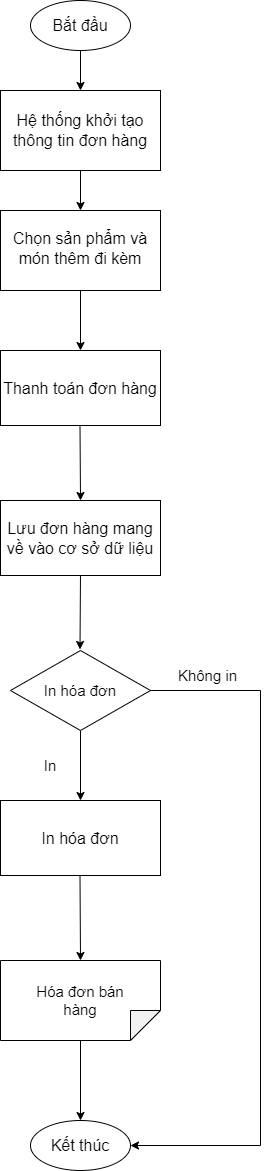 Bắt đầu
Hệ thống khởi tạo
thông tin đơn hàng
Chọn sản phẩm và
món thêm đi kèm
Thanh toán đơn hàng
Lưu đơn hàng mang
về vào cơ sở dữ liệu
Không in
In hóa đơn
In
In hóa đơn
Hóa đơn bán
hàng
Kết thúc